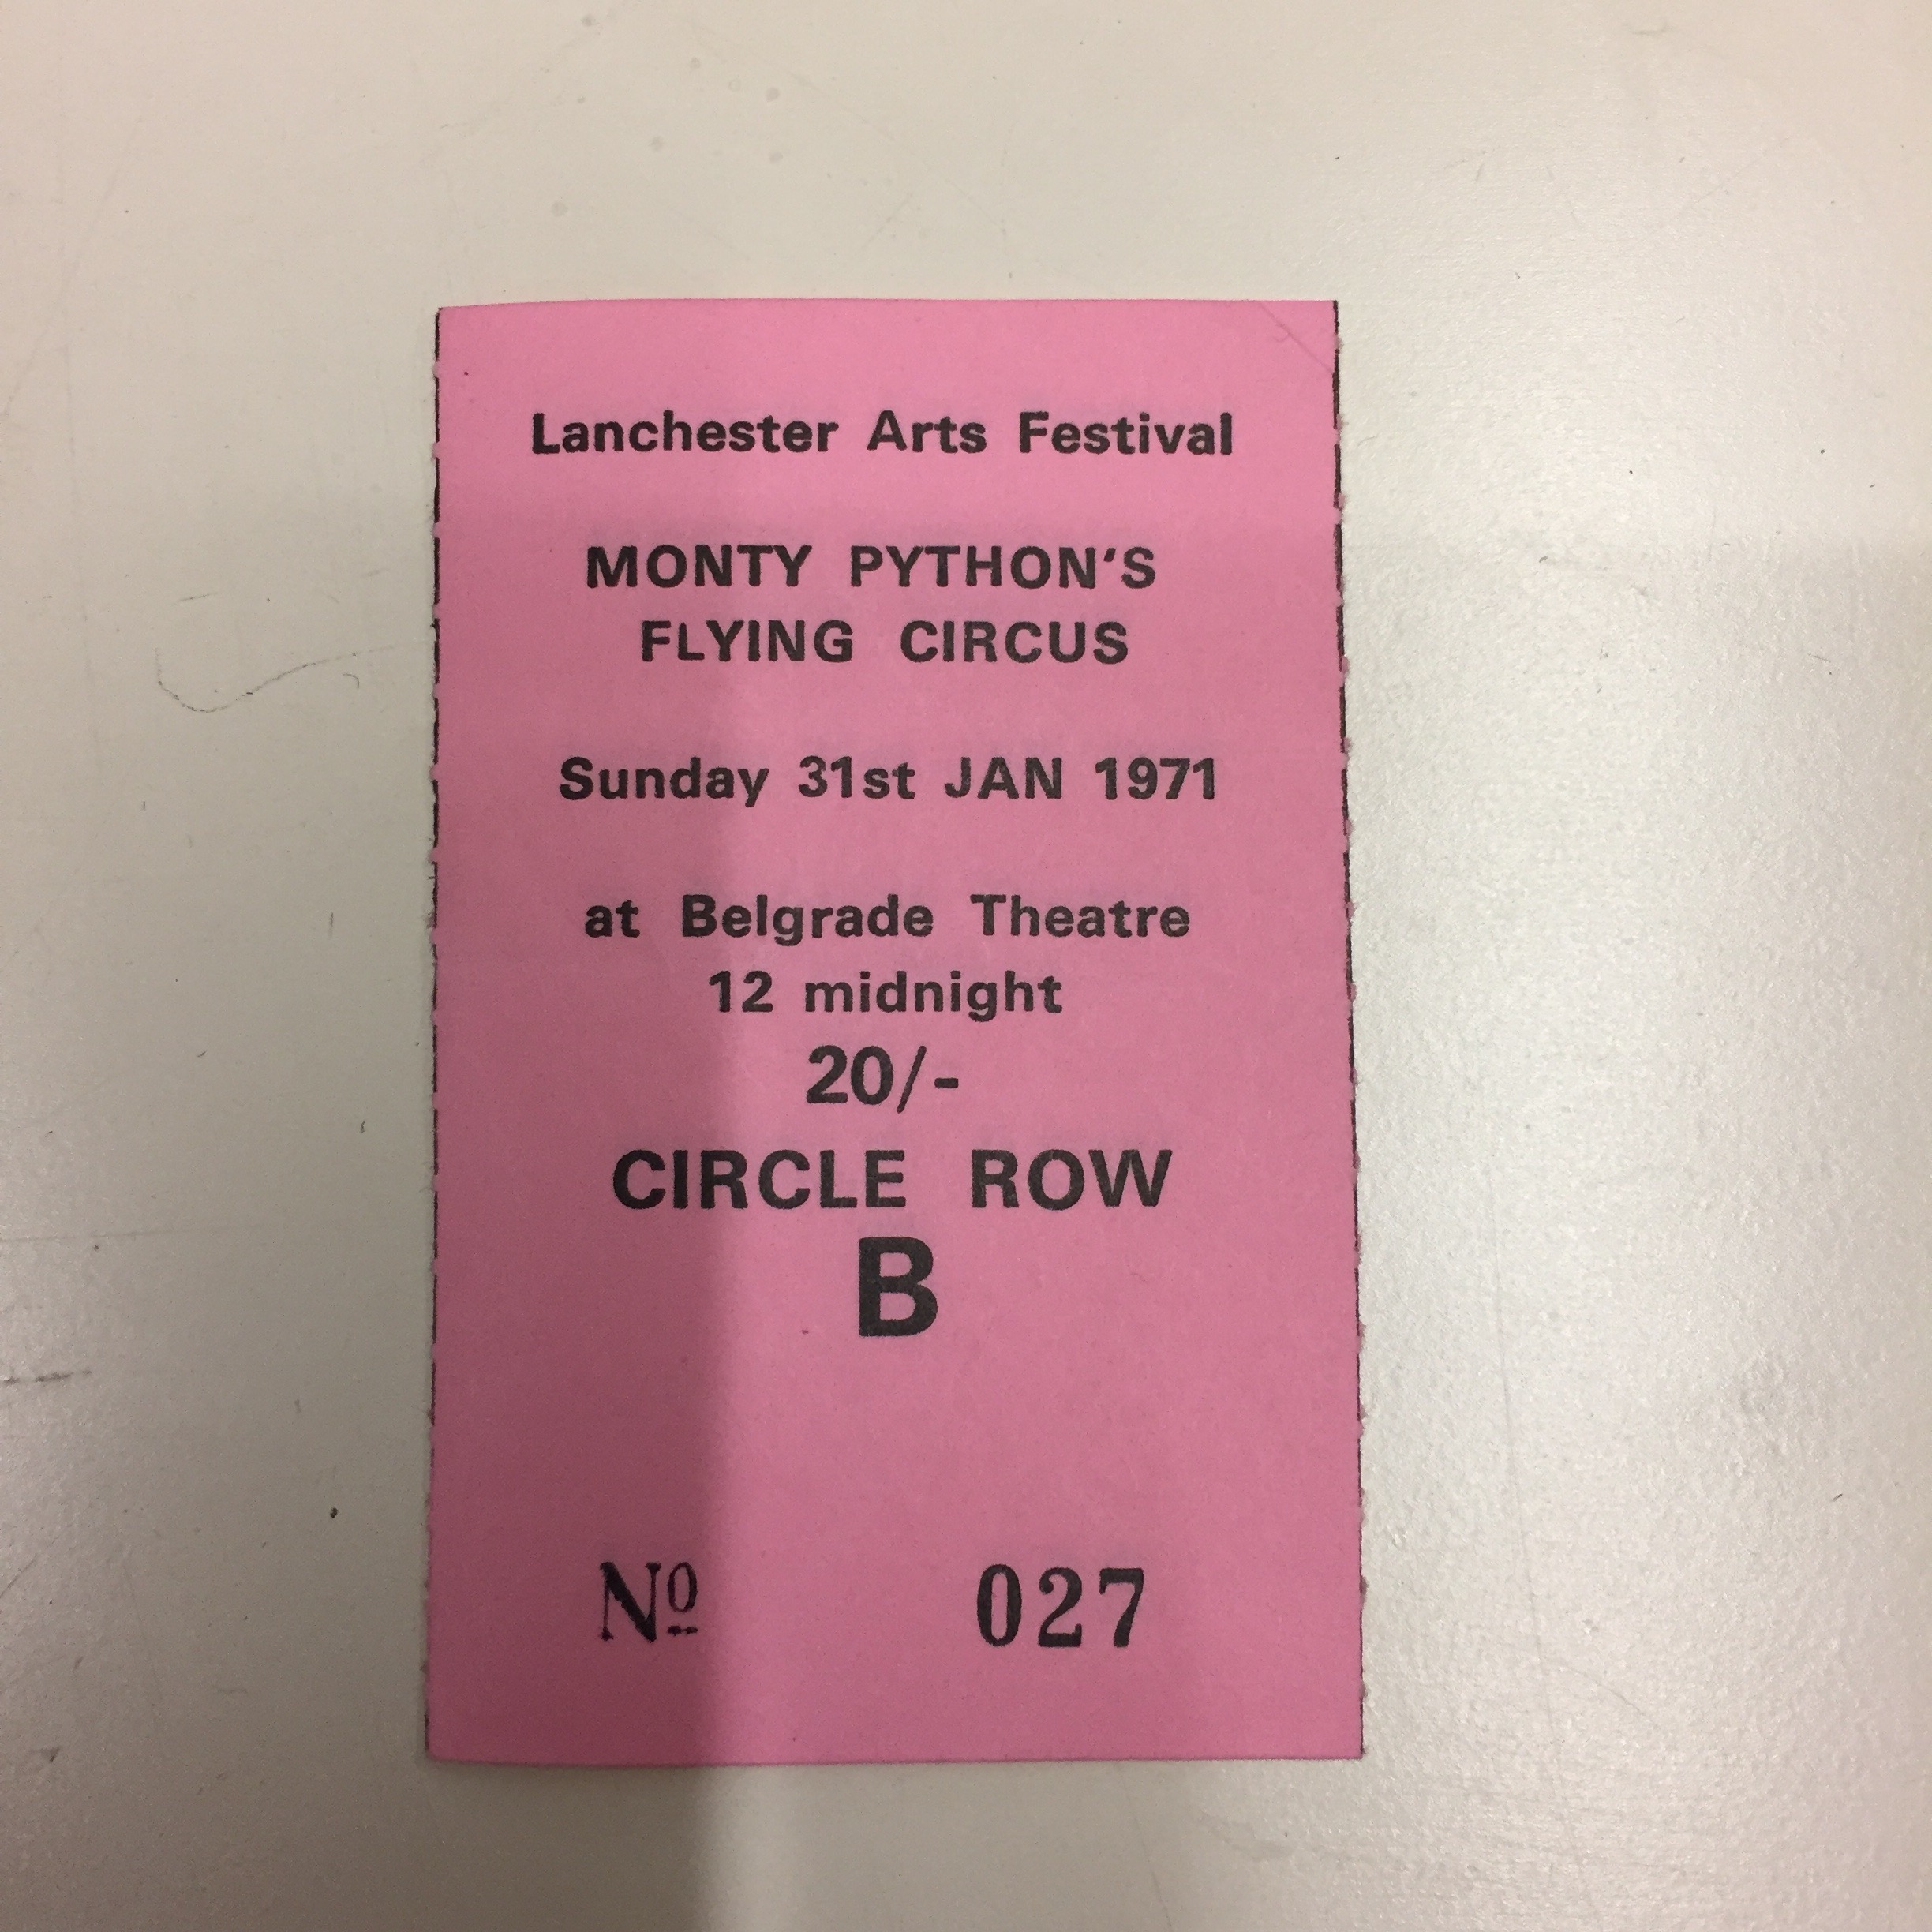 Lanchester Arts Festival
MONTY PYTHON'S
FLYING CIRCUS
Sunday 31st JAN 1971
at Belgrade Theatre
12 midnight
20/-
CIRCLE ROW
B
Nº 027